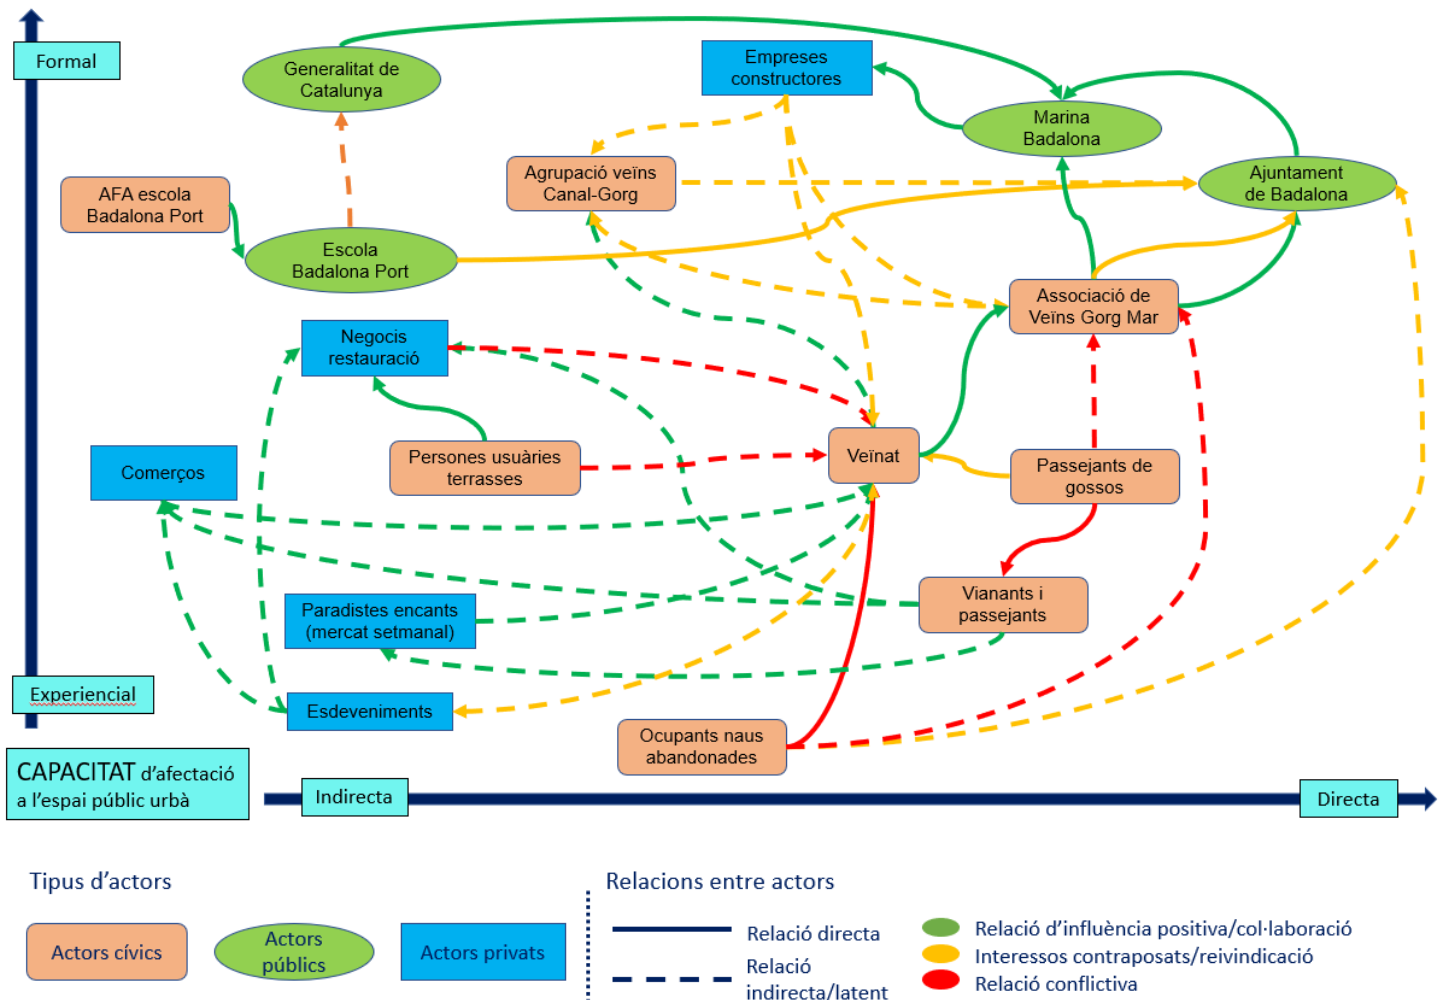 Formal
Generalitat de
Catalunya
Empreses
constructores
Marina
Badalona
AFA escola
Badalona Port
Agrupació veïns
Canal-Gorg
Ajuntament
de Badalona
Escola
Badalona Port
Associació de
Veïns Gorg Mar
Negocis
restauració
Comerços
Persones usuàries
terrasses
Veïnat
Passejants de
gossos
Paradistes encants
(mercat setmanal)
Vianants i
passejants
Experiencial
Esdeveniments
Ocupants naus
abandonades
CAPACITAT d’afectació
a l’espai públic urbà
Indirecta
Directa
Tipus d’actors
Relacions entre actors
Actors cívics
Actors
públics
Actors privats
Relació directa
Relació
indirecta/latent
Relació d’influència positiva/col·laboració
Interessos contraposats/reivindicació
Relació conflictiva